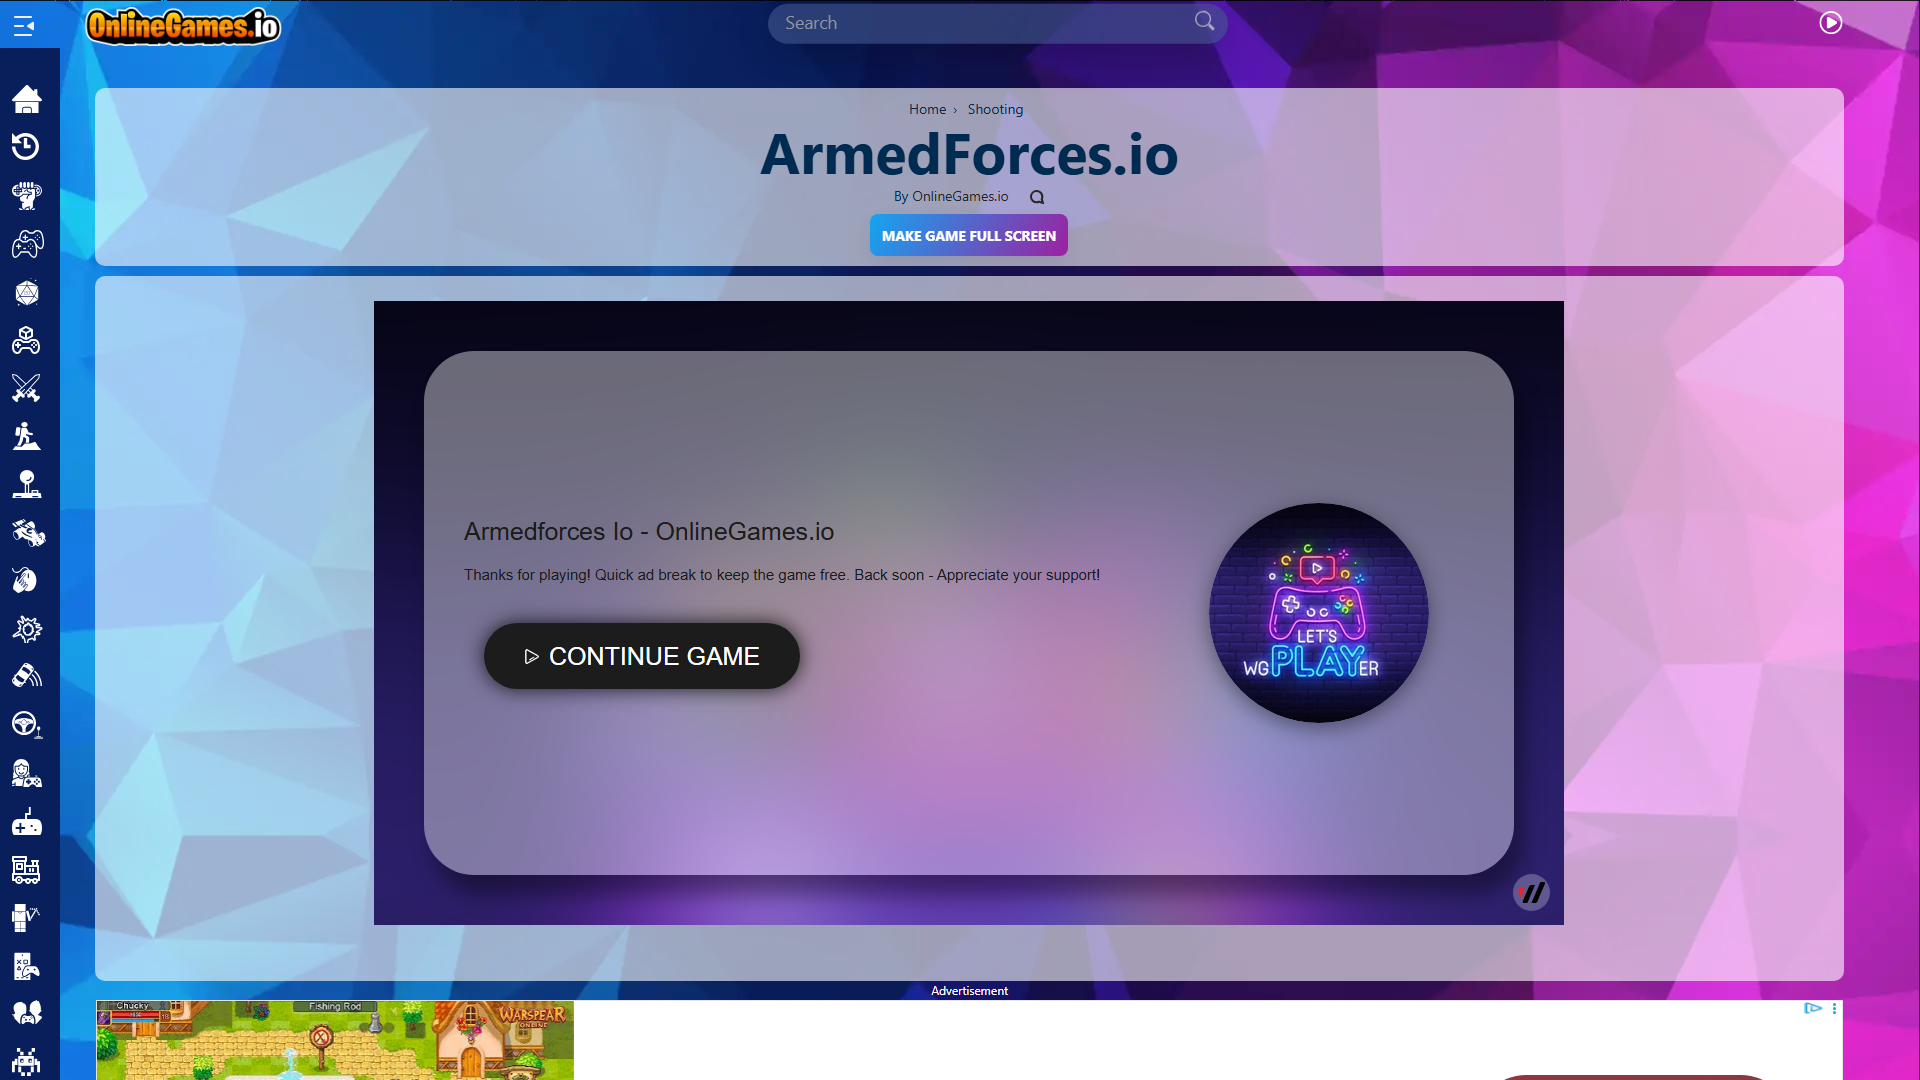 OnlineGames.io
Search
Home › Shooting
ArmedForces.io
By OnlineGames.io
MAKE GAME FULL SCREEN
Armedforces Io - OnlineGames.io
Thanks for playing! Quick ad break to keep the game free. Back soon - Appreciate your support!
CONTINUE GAME
LET'S
WGPLAYER
Advertisement
Chucky
Fishing Rod
WARSPEAR
ONLINE